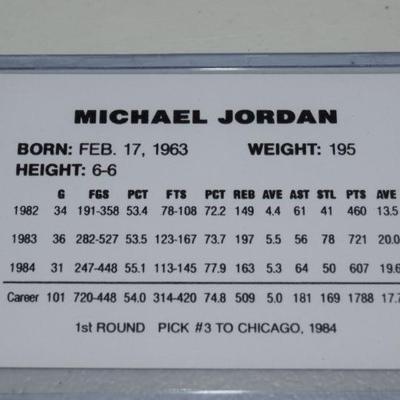 MICHAEL JORDAN
BORN: FEB. 17, 1963 WEIGHT: 195
HEIGHT: 6-6
G FGS PCT FTS PCT REB AVE AST STL PTS AVE
1982 34 191-358 53.4 78-108 72.2 149 4.4 61 41 460 13.5
1983 36 282-527 53.5 123-167 73.7 197 5.5 56 78 721 20.0
1984 31 247-448 55.1 113-145 77.9 163 5.3 64 50 607 19.6
Career 101 720-448 54.0 314-420 74.8 509 5.0 181 169 1788 17.7
1st ROUND PICK #3 TO CHICAGO, 1984